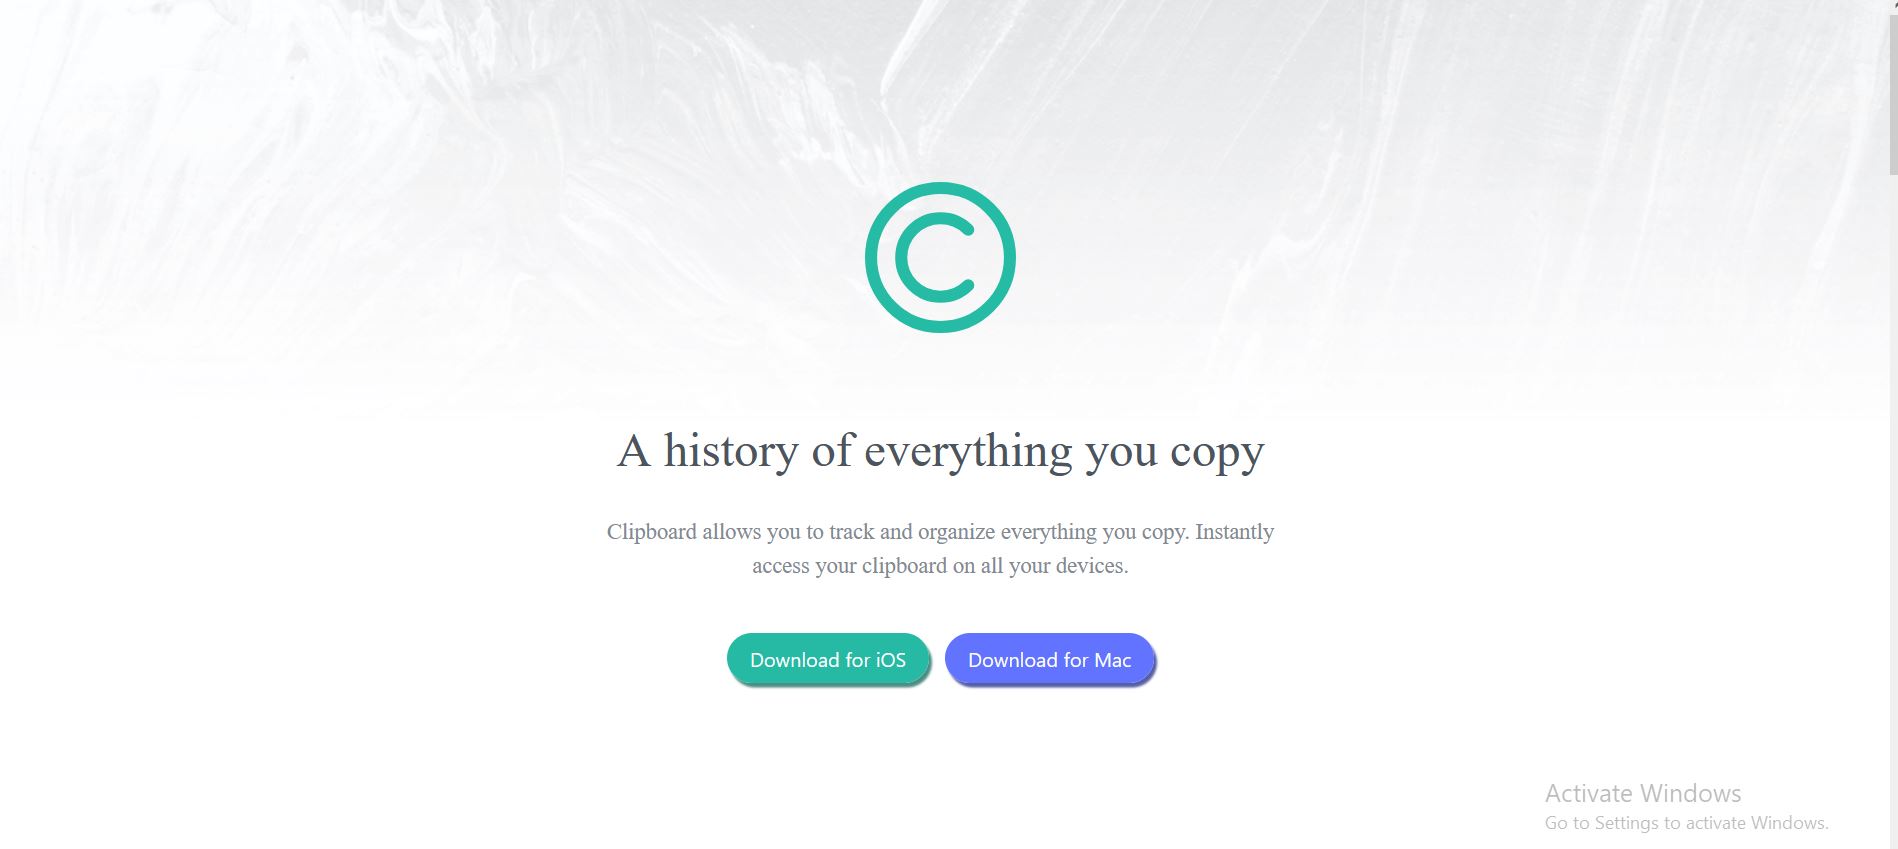 ©
A history of everything you copy
Clipboard allows you to track and organize everything you copy. Instantly
access your clipboard on all your devices.
Download for iOS
Download for Mac
Activate Windows
Go to Settings to activate Windows.